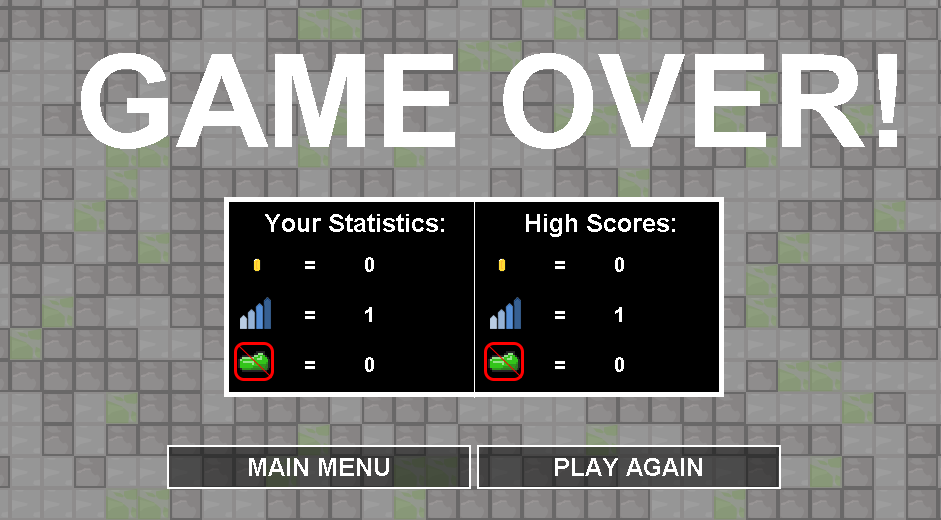 GAME OVER!
Your Statistics: High Scores:
= 0 = 0
= 1 = 1
= 0 = 0
MAIN MENU PLAY AGAIN